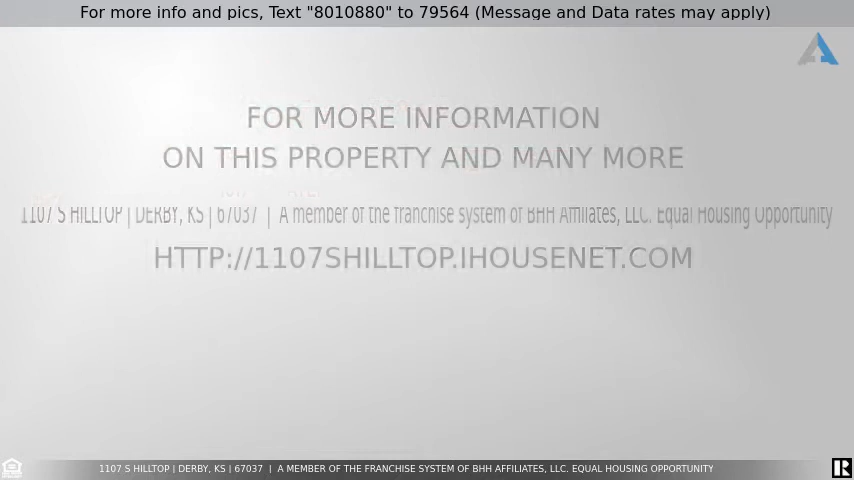 For more info and pics, Text "8010880" to 79564 (Message and Data rates may apply)
FOR MORE INFORMATION
ON THIS PROPERTY AND MANY MORE
1107 S HILLTOP | DERBY, KS | 67037 | A member of the franchise system of BHH Affiliates, LLC. Equal Housing Opportunity
HTTP://1107SHILLTOP.IHOUSENET.COM
1107 S HILLTOP | DERBY, KS | 67037 | A MEMBER OF THE FRANCHISE SYSTEM OF BHH AFFILIATES, LLC. EQUAL HOUSING OPPORTUNITY